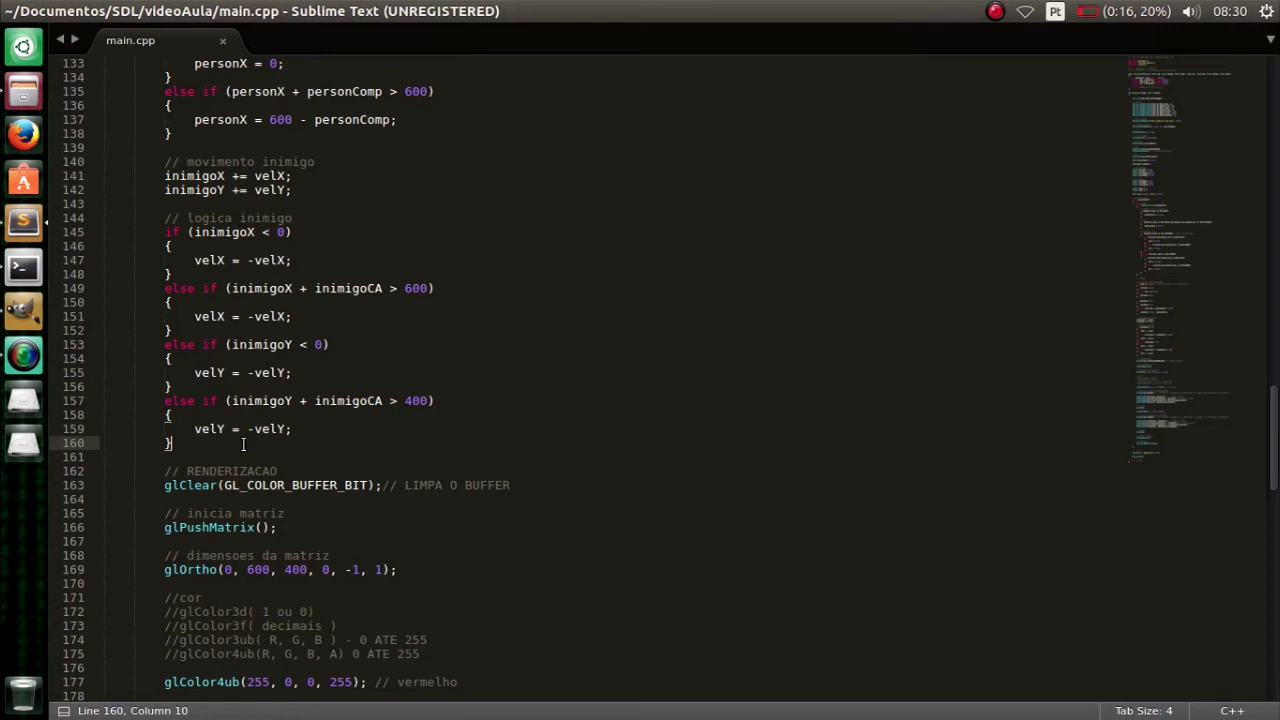 ~/Documentos/SDL/videoAula/main.cpp - Sublime Text (UNREGISTERED)
Pt
(0:16, 20%)
08:30
main.cpp
133 personX = 0;
134 }
135 else if (personX + personComp > 600)
136 {
137 personX = 600 - personComp;
138 }
139
140 // movimento inimigo
141 inimigoX += velX;
142 inimigoY += velY;
143
144 // logica inimigo
145 if (inimigoX < 0)
146 {
147 velX = -velX;
148 }
149 else if (inimigoX + inimigoCA > 600)
150 {
151 velX = -velX;
152 }
153 else if (inimigoY < 0)
154 {
155 velY = -velY;
156 }
157 else if (inimigoY + inimigoCA > 400)
158 {
159 velY = -velY;
160 }
161
162 // RENDERIZACAO
163 glClear(GL_COLOR_BUFFER_BIT);// LIMPA O BUFFER
164
165 // inicia matriz
166 glPushMatrix();
167
168 // dimensoes da matriz
169 glOrtho(0, 600, 400, 0, -1, 1);
170
171 //cor
172 //glColor3d( 1 ou 0)
173 //glColor3f( decimais )
174 //glColor3ub( R, G, B ) - 0 ATE 255
175 //glColor4ub(R, G, B, A) 0 ATE 255
176
177 glColor4ub(255, 0, 0, 255); // vermelho
178
Line 160, Column 10
Tab Size: 4
C++